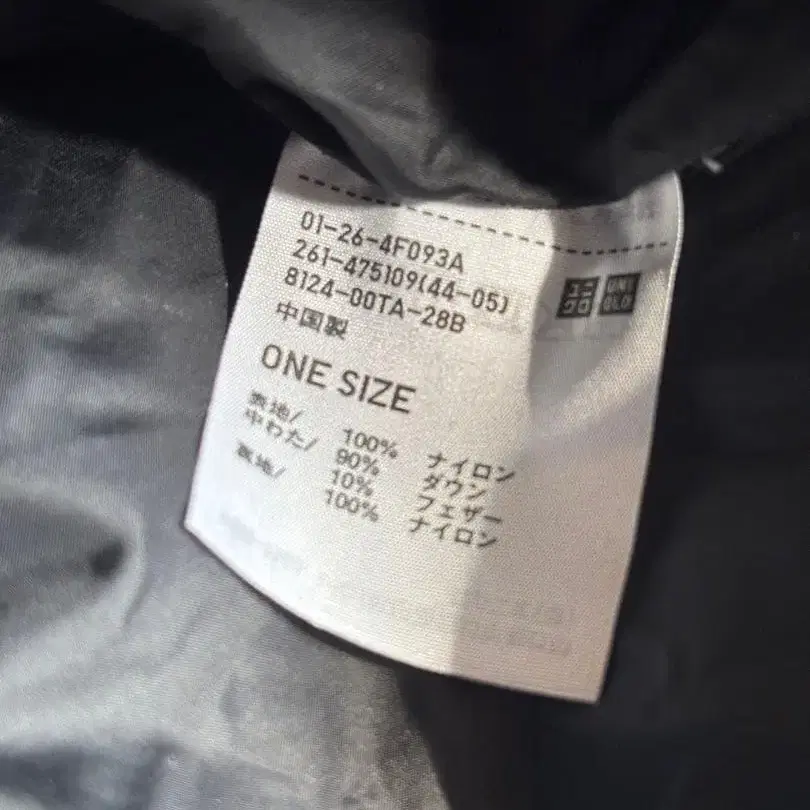 01-26-4F093A
261-475109(44-05)
8124-00TA-28B
ユニクロ UNIQLO
中国製
ONE SIZE
表地/ 100% ナイロン
中わた/ 90% ダウン
10% フェザー
裏地/ 100% ナイロン